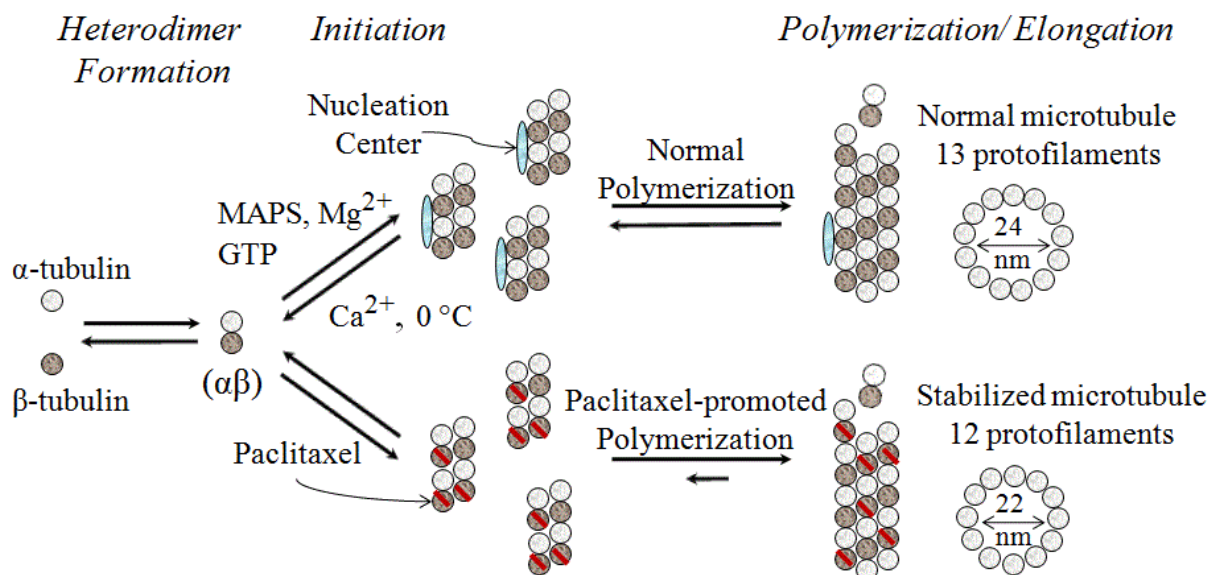 Heterodimer
Formation
Initiation
Polymerization/ Elongation
Nucleation
Center
Normal
Polymerization
Normal microtubule
13 protofilaments
24
nm
MAPS, Mg²⁺
GTP
Ca²⁺, 0 °C
α-tubulin
β-tubulin
(αβ)
Paclitaxel
Paclitaxel-promoted
Polymerization
Stabilized microtubule
12 protofilaments
22
nm